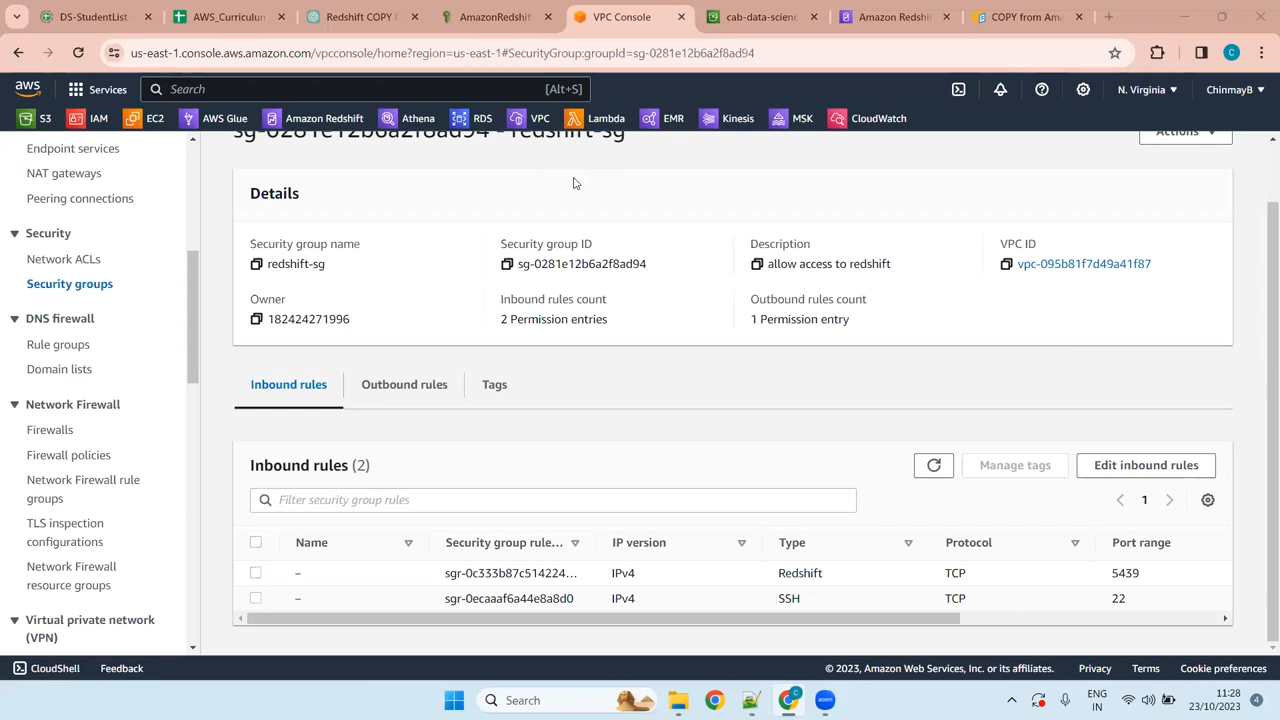 DS-StudentList -
AWS_Curriculum
Redshift COPY C
AmazonRedshift
VPC Console
cab-data-scien
Amazon Redshift
COPY from Ama
us-east-1.console.aws.amazon.com/vpcconsole/home?region=us-east-1#SecurityGroup:groupId=sg-0281e12b6a2f8ad94
C
aws
Services
Search
[Alt+S]
N. Virginia
ChinmayB
S3
IAM
EC2
AWS Glue
Amazon Redshift
Athena
RDS
VPC
Lambda
EMR
Kinesis
MSK
CloudWatch
sg-0281e12b6a2f8ad94 - redshift-sg
Actions
Endpoint services
NAT gateways
Peering connections
Security
Network ACLs
Security groups
DNS firewall
Rule groups
Domain lists
Network Firewall
Firewalls
Firewall policies
Network Firewall rule
groups
TLS inspection
configurations
Network Firewall
resource groups
Virtual private network
(VPN)
Details
Security group name
redshift-sg
Security group ID
sg-0281e12b6a2f8ad94
Description
allow access to redshift
VPC ID
vpc-095b81f7d49a41f87
Owner
182424271996
Inbound rules count
2 Permission entries
Outbound rules count
1 Permission entry
Inbound rules
Outbound rules
Tags
Inbound rules (2)
Manage tags
Edit inbound rules
Filter security group rules
1
Name
Security group rule...
IP version
Type
Protocol
Port range
–
sgr-0c333b87c514224...
IPv4
Redshift
TCP
5439
–
sgr-0ecaaf6a44e8a8d0
IPv4
SSH
TCP
22
CloudShell
Feedback
© 2023, Amazon Web Services, Inc. or its affiliates.
Privacy
Terms
Cookie preferences
Search
zoom
ENG
IN
11:28
23/10/2023
4